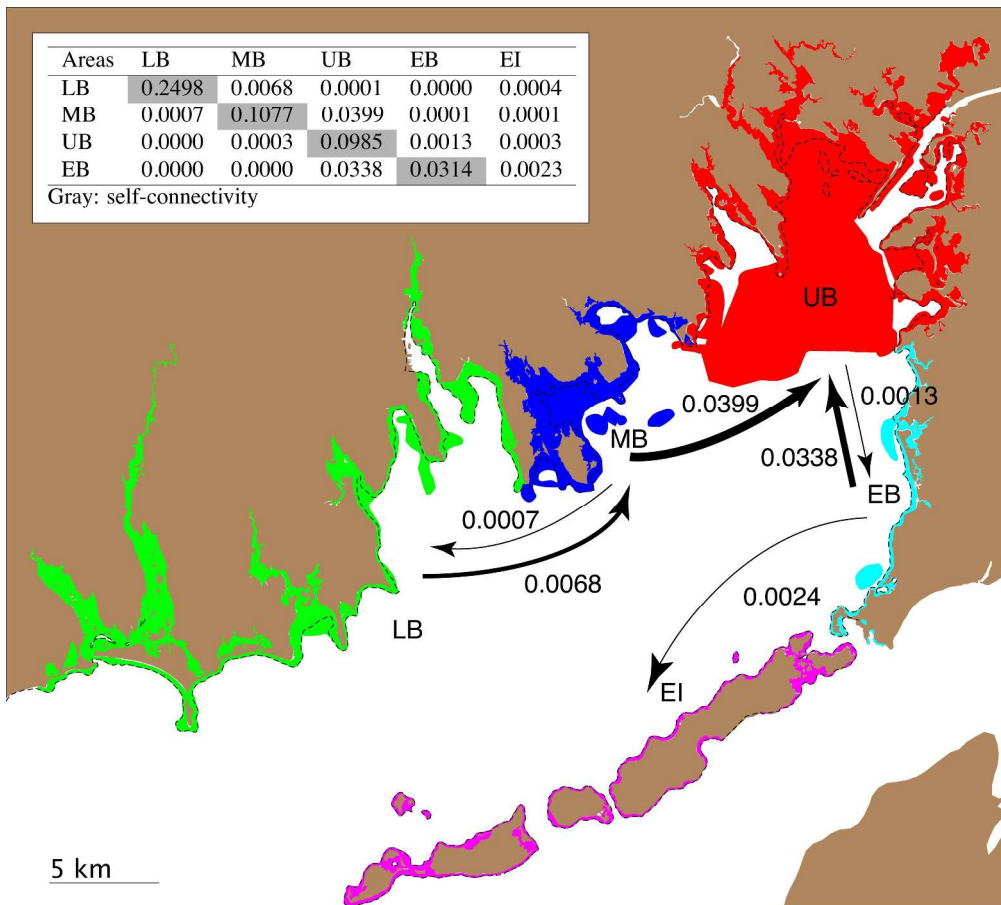 Areas LB MB UB EB EI
LB 0.2498 0.0068 0.0001 0.0000 0.0004
MB 0.0007 0.1077 0.0399 0.0001 0.0001
UB 0.0000 0.0003 0.0985 0.0013 0.0003
EB 0.0000 0.0000 0.0338 0.0314 0.0023
Gray: self-connectivity
UB
0.0399
0.0013
MB
0.0338
EB
0.0007
0.0068
0.0024
LB
EI
5 km